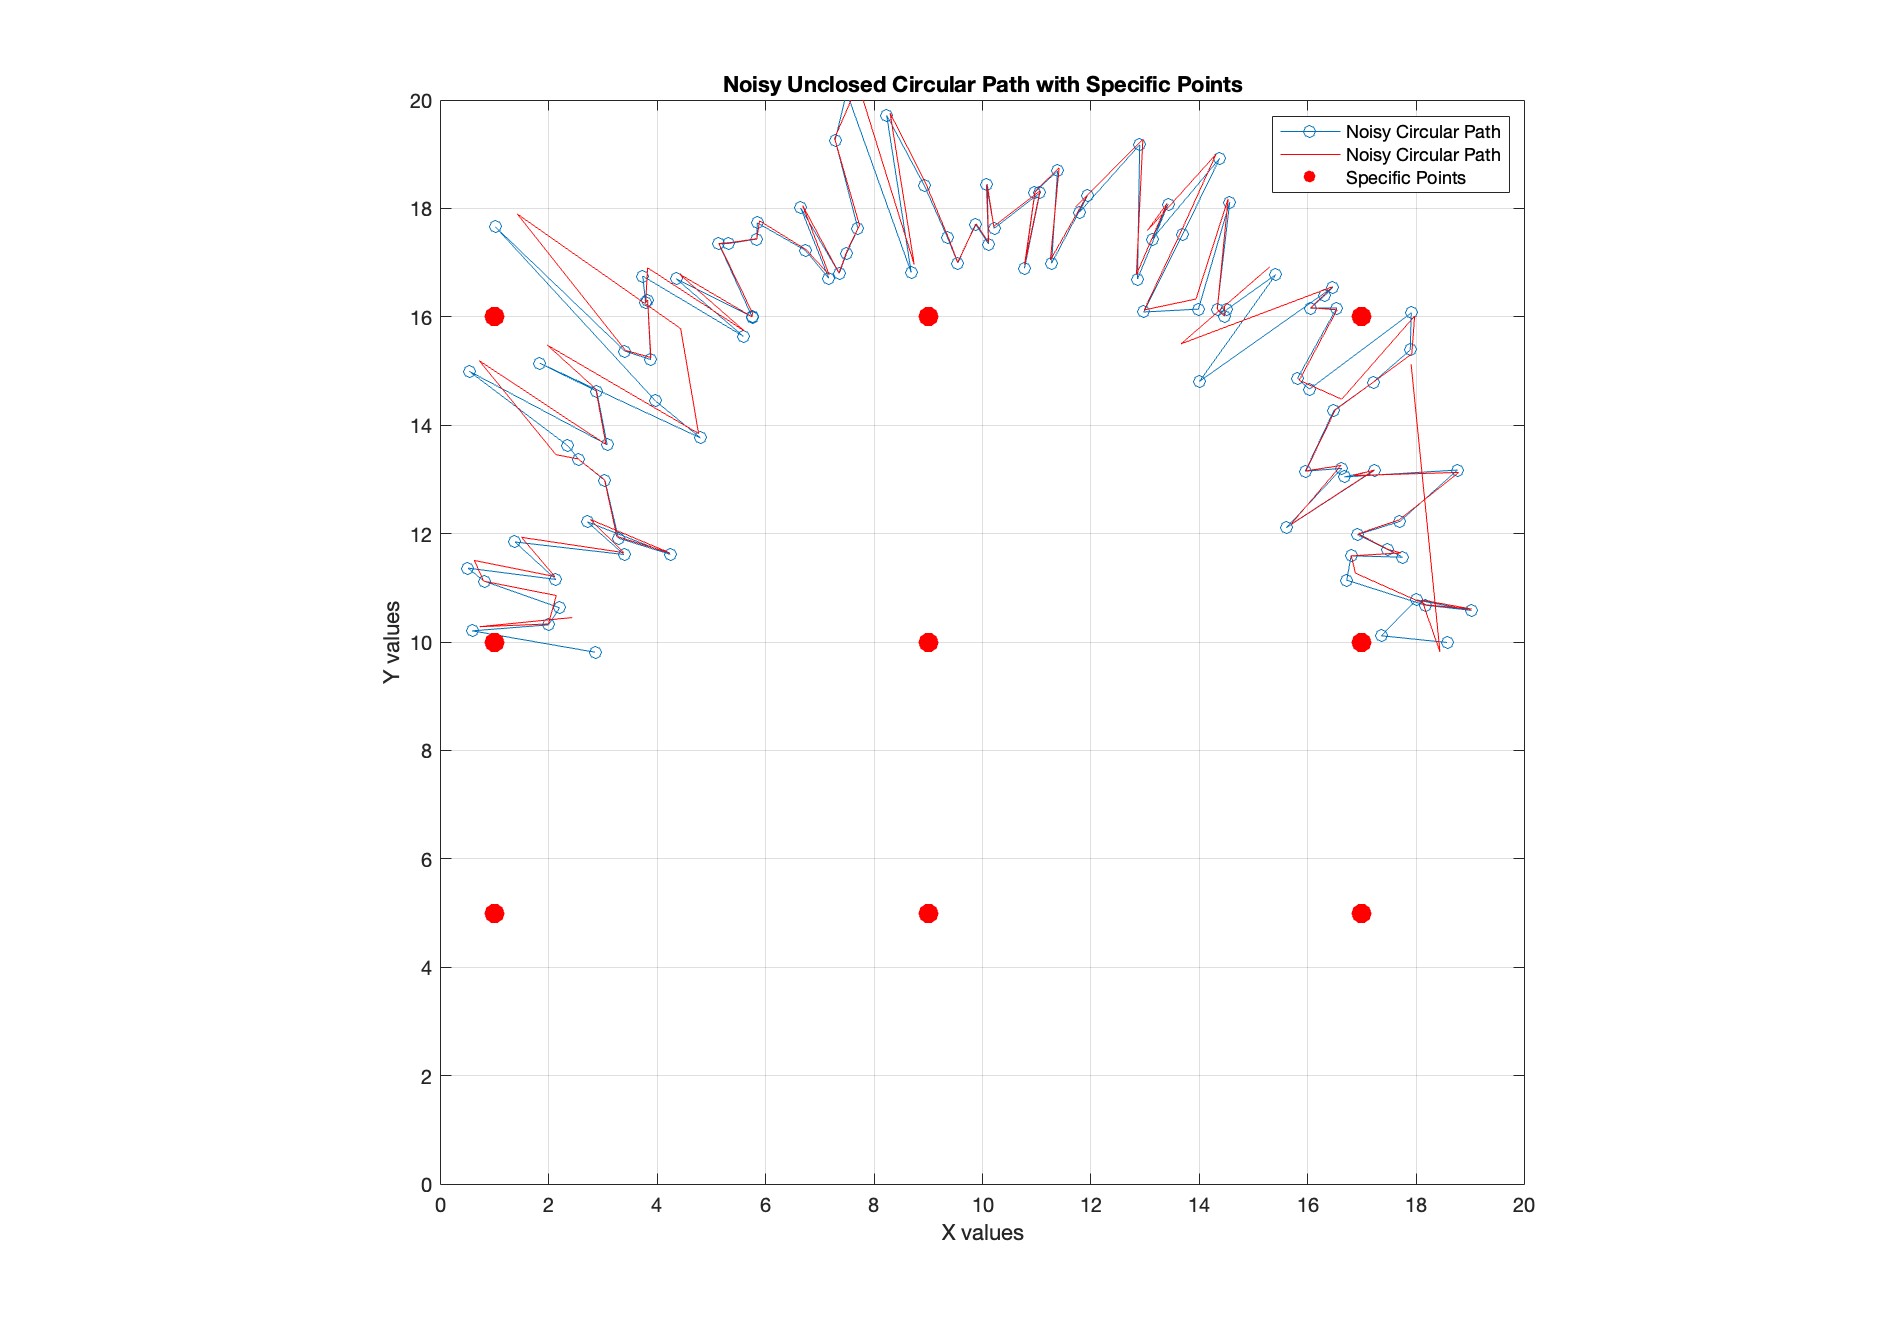 Noisy Unclosed Circular Path with Specific Points
Noisy Circular Path
Noisy Circular Path
Specific Points
20
18
16
14
12
10
8
6
4
2
0
Y values
0 2 4 6 8 10 12 14 16 18 20
X values